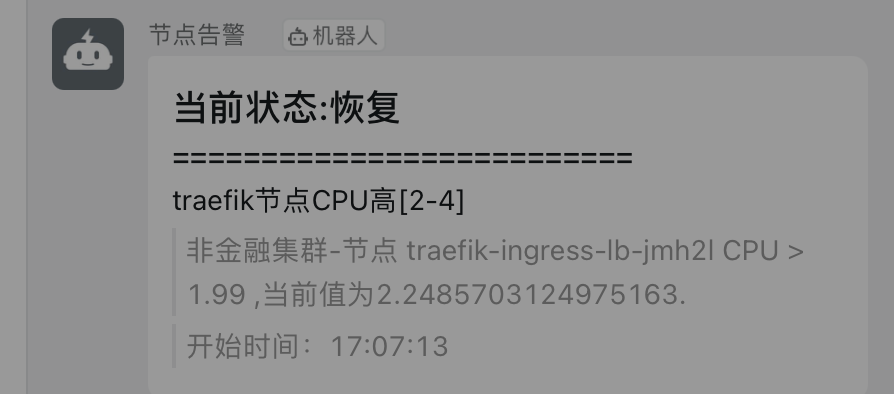 节点告警 机器人
当前状态:恢复
==========================
traefik节点CPU高[2-4]
非金融集群-节点 traefik-ingress-lb-jmh2l CPU >
1.99 ,当前值为2.2485703124975163.
开始时间：17:07:13